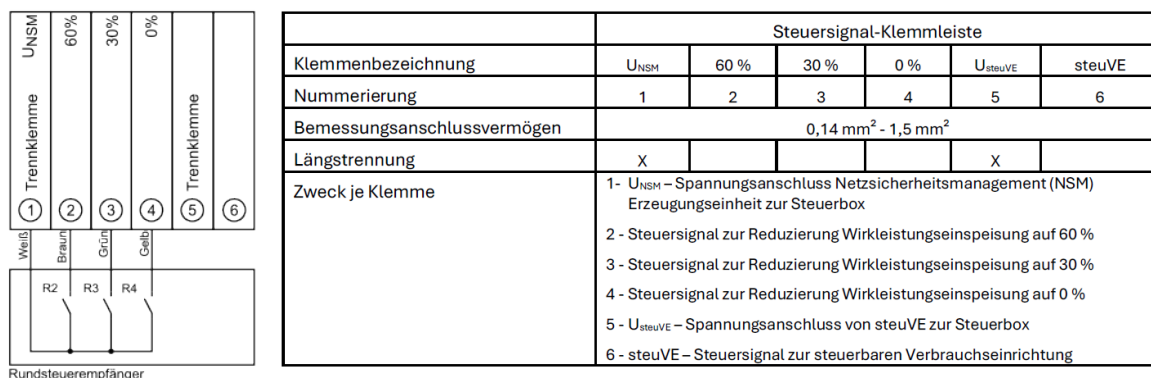 UNSM
60%
30%
0%
Trennklemme
Trennklemme
1
2
3
4
5
6
Weiß
Braun
Grün
Gelb
R2
R3
R4
Rundsteuerempfänger
Steuersignal-Klemmleiste
Klemmenbezeichnung UNSM 60 % 30 % 0 % UsteuVE steuVE
Nummerierung 1 2 3 4 5 6
Bemessungsanschlussvermögen 0,14 mm² - 1,5 mm²
Längstrennung X X
Zweck je Klemme
1- UNSM – Spannungsanschluss Netzsicherheitsmanagement (NSM)
Erzeugungseinheit zur Steuerbox
2 - Steuersignal zur Reduzierung Wirkleistungseinspeisung auf 60 %
3 - Steuersignal zur Reduzierung Wirkleistungseinspeisung auf 30 %
4 - Steuersignal zur Reduzierung Wirkleistungseinspeisung auf 0 %
5 - UsteuVE – Spannungsanschluss von steuVE zur Steuerbox
6 - steuVE – Steuersignal zur steuerbaren Verbrauchseinrichtung